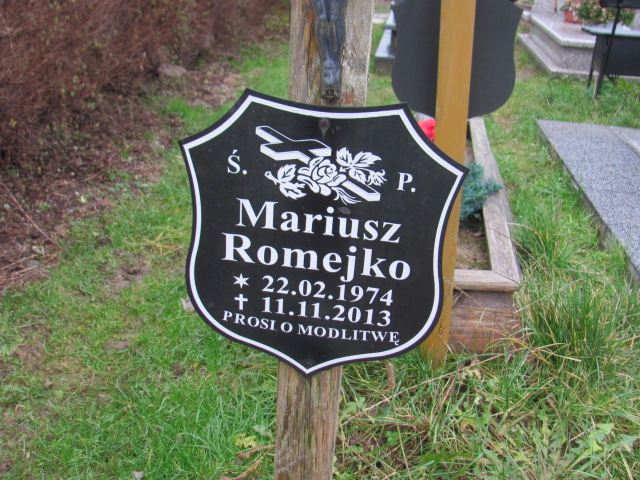 Ś. P.
Mariusz
Romejko
* 22.02.1974
✝ 11.11.2013
PROSI O MODLITWĘ